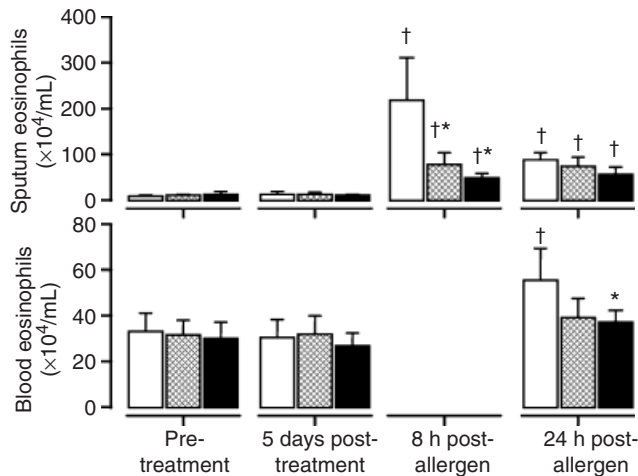 400
300
200
100
0
Sputum eosinophils
(×10⁴/mL)
†
†*
†*
†
†
†
80
60
40
20
0
Blood eosinophils
(×10⁴/mL)
†
*
Pre-
treatment
5 days post-
treatment
8 h post-
allergen
24 h post-
allergen